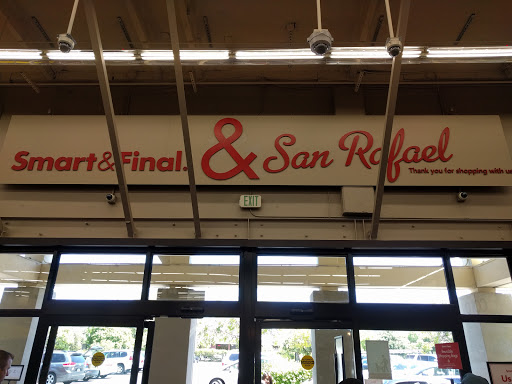 Smart&Final. & San Rafael
Thank you for shopping with us
EXIT